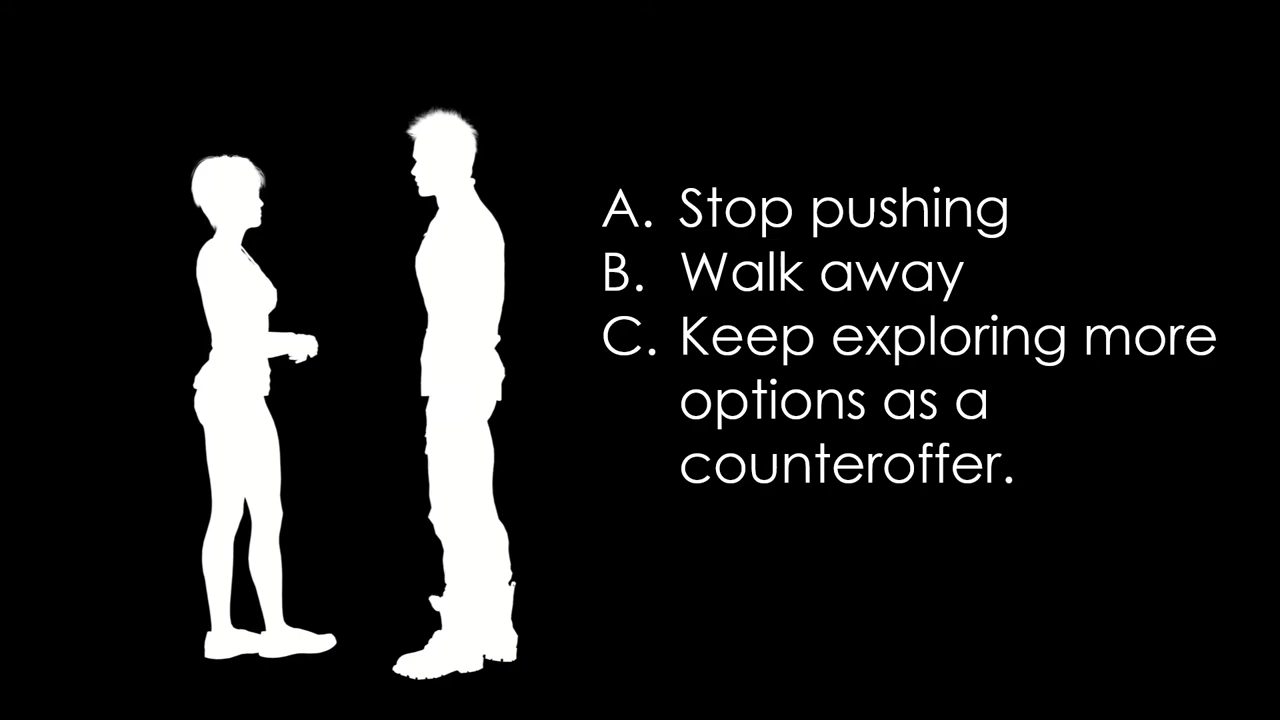 A. Stop pushing
B. Walk away
C. Keep exploring more
options as a
counteroffer.